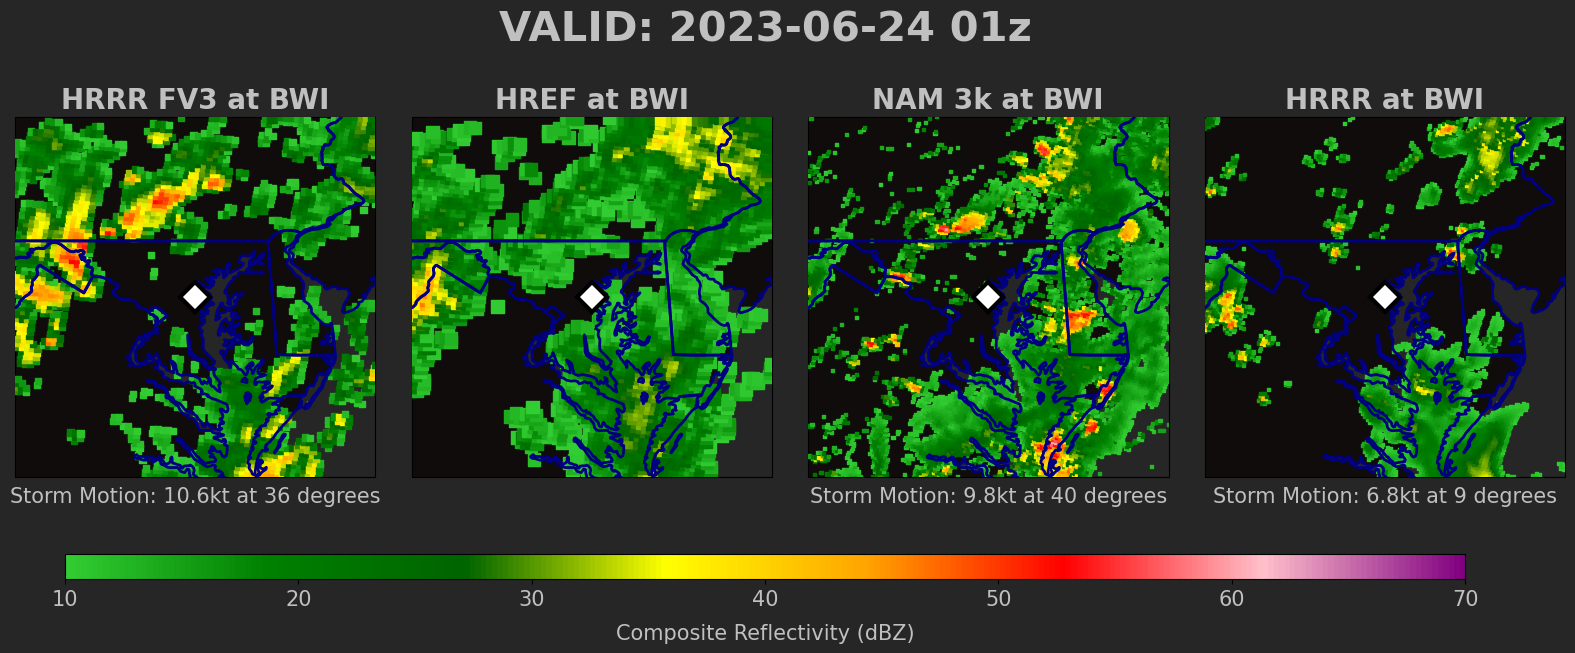 VALID: 2023-06-24 01z
HRRR FV3 at BWI
HREF at BWI
NAM 3k at BWI
HRRR at BWI
Storm Motion: 10.6kt at 36 degrees
Storm Motion: 9.8kt at 40 degrees
Storm Motion: 6.8kt at 9 degrees
10 20 30 40 50 60 70
Composite Reflectivity (dBZ)